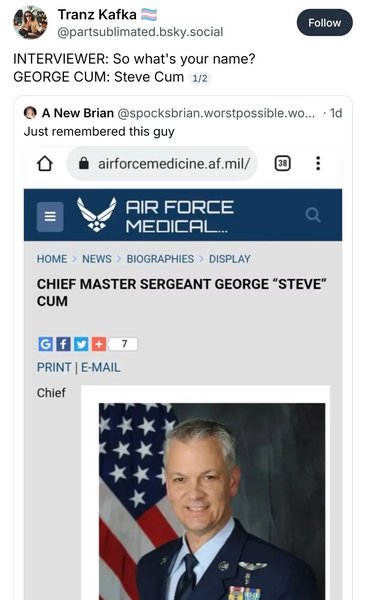 Tranz Kafka
@partsublimated.bsky.social
Follow
INTERVIEWER: So what's your name?
GEORGE CUM: Steve Cum 1/2
A New Brian @spocksbrian.worstpossible.wo... · 1d
Just remembered this guy
airforcemedicine.af.mil/
38
AIR FORCE
MEDICAL...
HOME > NEWS > BIOGRAPHIES > DISPLAY
CHIEF MASTER SERGEANT GEORGE “STEVE”
CUM
G f + 7
PRINT | E-MAIL
Chief